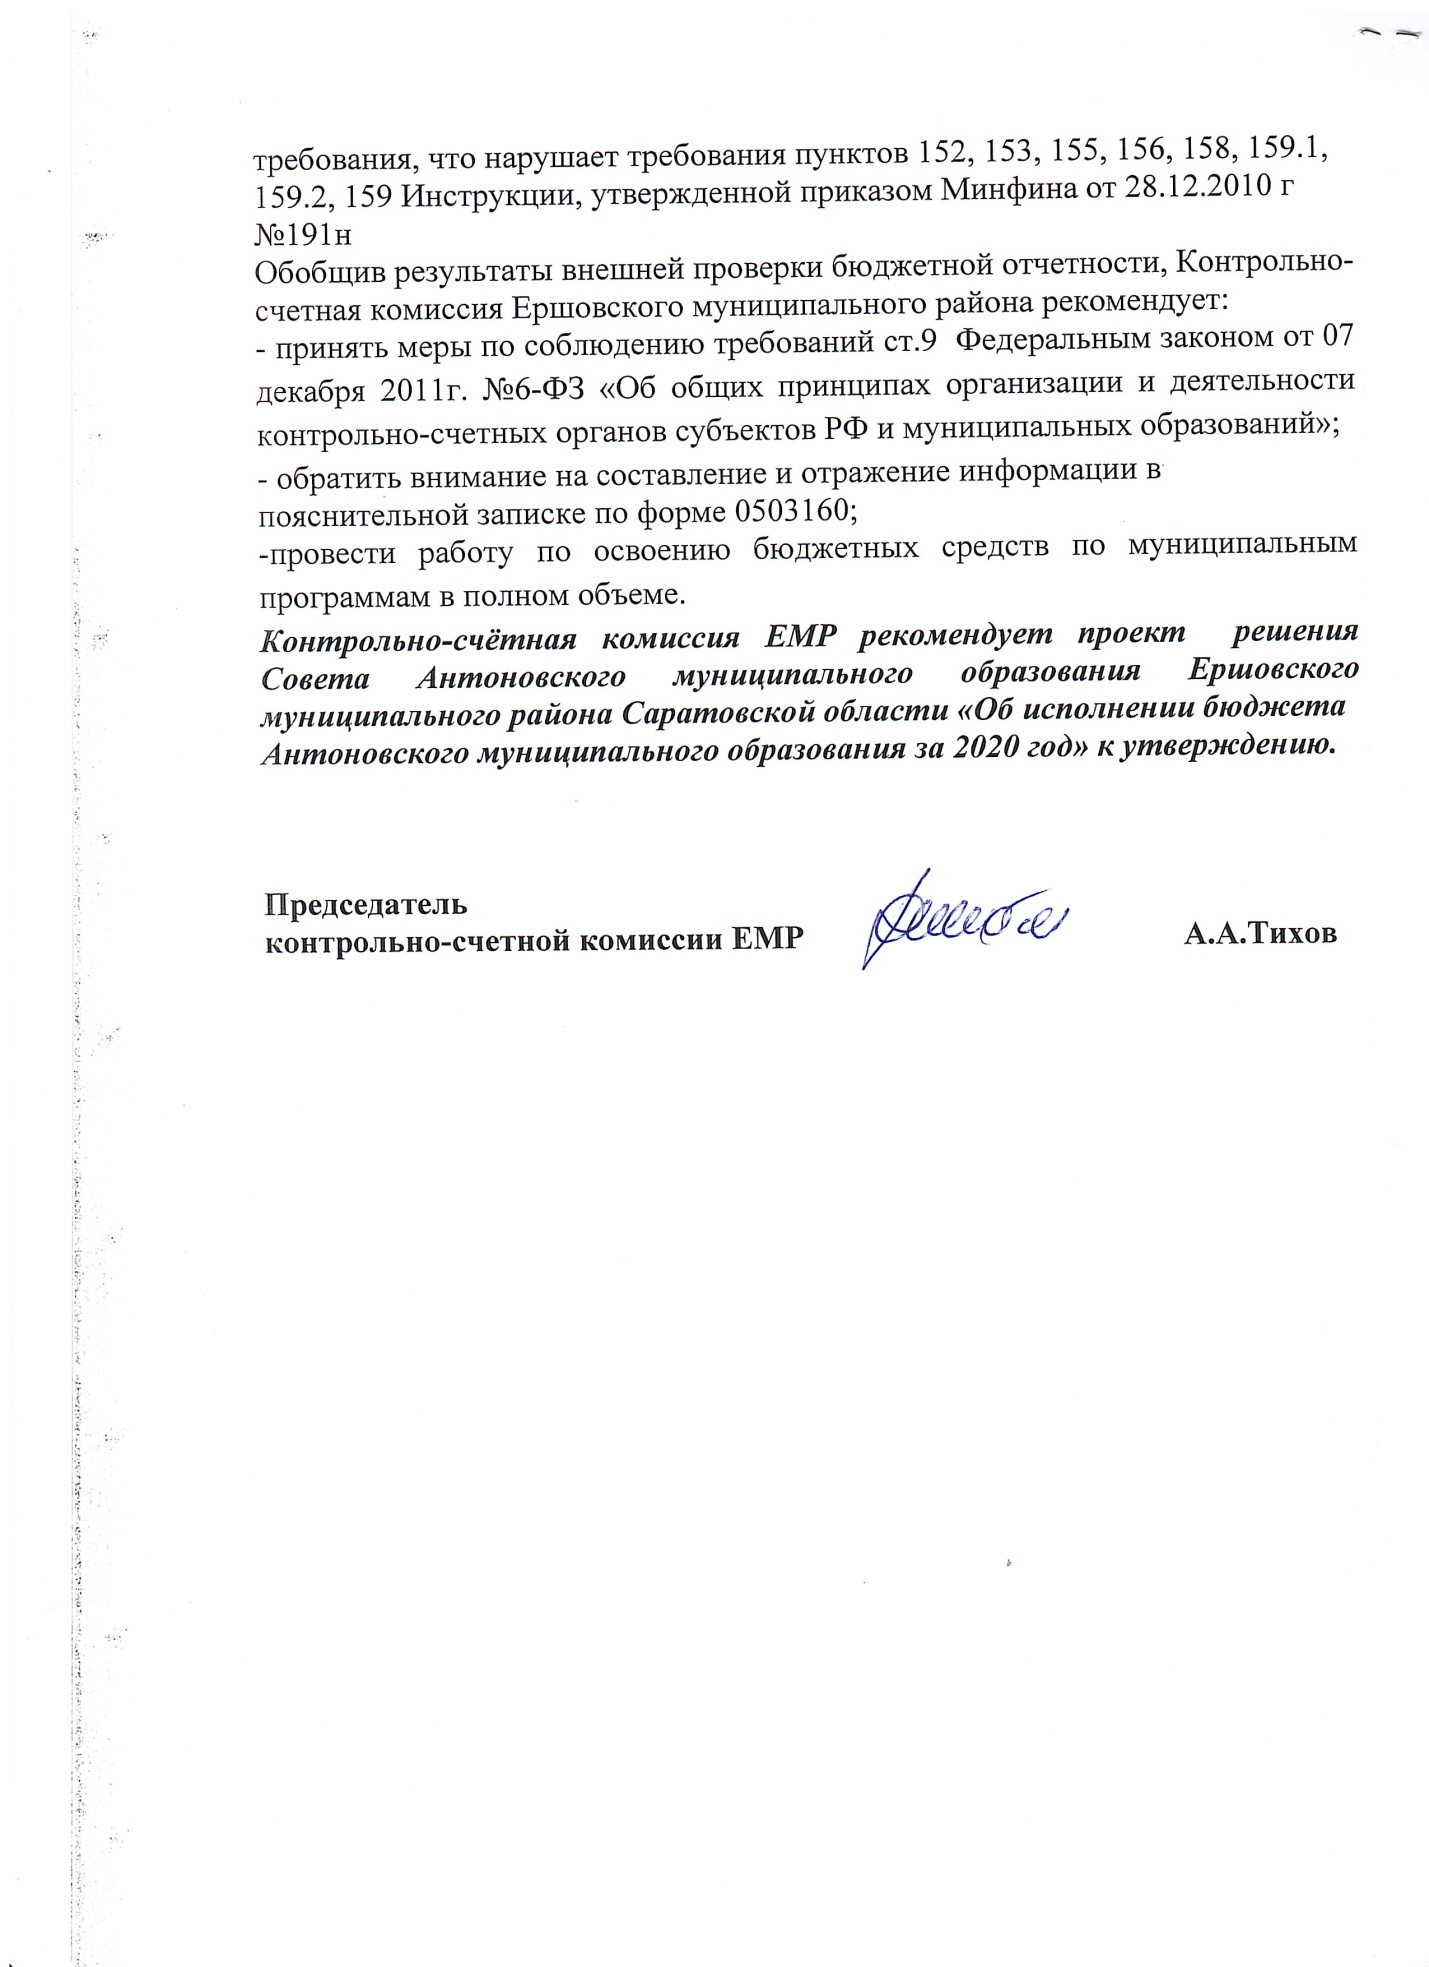 требования, что нарушает требования пунктов 152, 153, 155, 156, 158, 159.1,
159.2, 159 Инструкции, утвержденной приказом Минфина от 28.12.2010 г
№191н
Обобщив результаты внешней проверки бюджетной отчетности, Контрольно-
счетная комиссия Ершовского муниципального района рекомендует:
- принять меры по соблюдению требований ст.9 Федеральным законом от 07
декабря 2011г. №6-ФЗ «Об общих принципах организации и деятельности
контрольно-счетных органов субъектов РФ и муниципальных образований»;
- обратить внимание на составление и отражение информации в
пояснительной записке по форме 0503160;
-провести работу по освоению бюджетных средств по муниципальным
программам в полном объеме.
Контрольно-счётная комиссия ЕМР рекомендует проект решения
Совета Антоновского муниципального образования Ершовского
муниципального района Саратовской области «Об исполнении бюджета
Антоновского муниципального образования за 2020 год» к утверждению.
Председатель
контрольно-счетной комиссии ЕМР А.А.Тихов